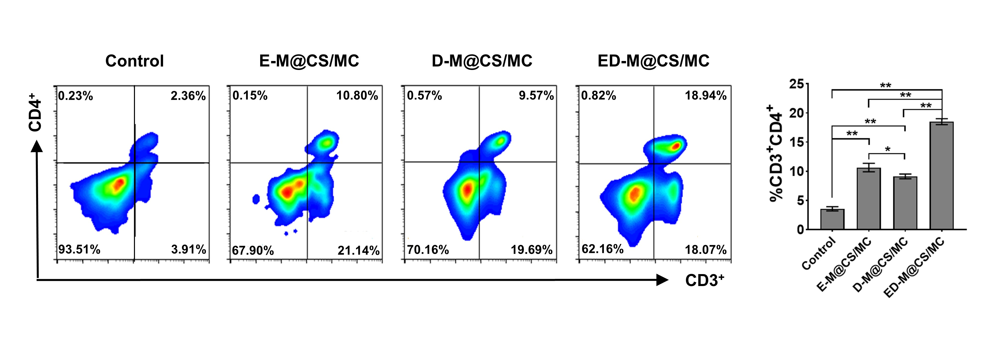 Control
E-M@CS/MC
D-M@CS/MC
ED-M@CS/MC
CD4+
0.23%
2.36%
93.51%
3.91%
0.15%
10.80%
67.90%
21.14%
0.57%
9.57%
70.16%
19.69%
0.82%
18.94%
62.16%
18.07%
CD3+
%CD3+CD4+
25
20
15
10
5
0
**
**
**
**
**
*
Control
E-M@CS/MC
D-M@CS/MC
ED-M@CS/MC